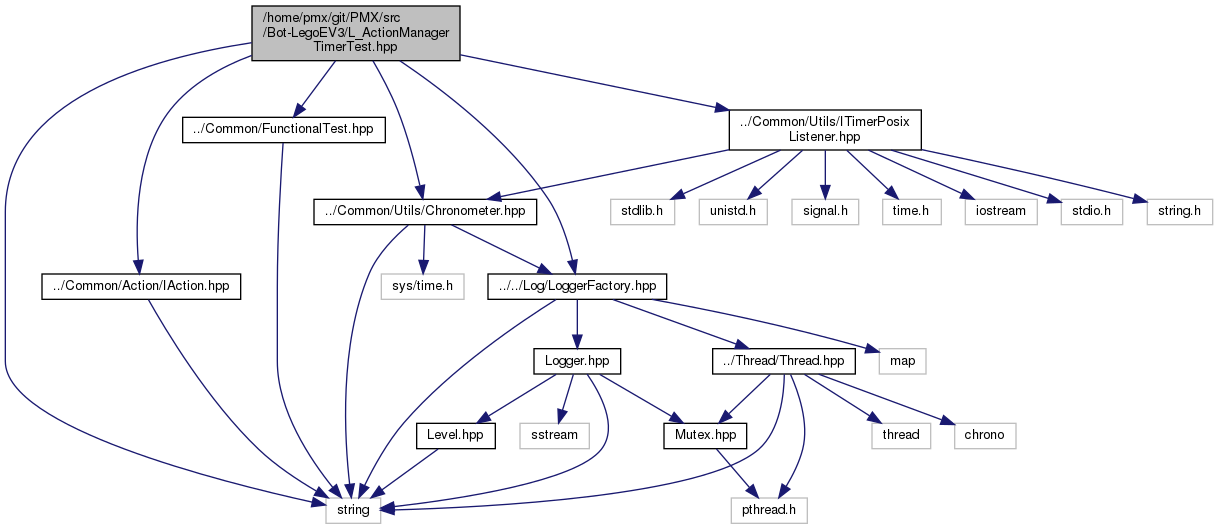 /home/pmx/git/PMX/src
/Bot-LegoEV3/L_ActionManager
TimerTest.hpp
../Common/Utils/ITimerPosix
Listener.hpp
../Common/FunctionalTest.hpp
../Common/Utils/Chronometer.hpp
stdlib.h
unistd.h
signal.h
time.h
iostream
stdio.h
string.h
../Common/Action/IAction.hpp
sys/time.h
../../Log/LoggerFactory.hpp
Logger.hpp
../Thread/Thread.hpp
map
Level.hpp
sstream
Mutex.hpp
thread
chrono
string
pthread.h